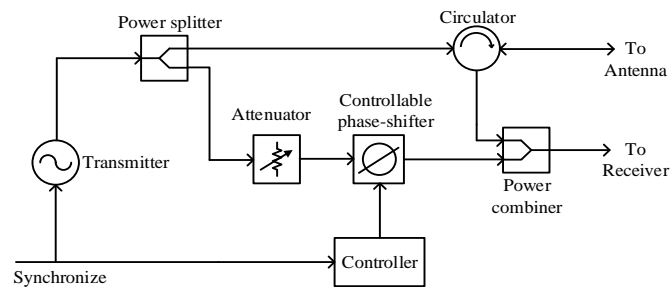 Power splitter
Circulator
To
Antenna
Attenuator
Controllable
phase-shifter
Transmitter
To
Receiver
Power
combiner
Controller
Synchronize